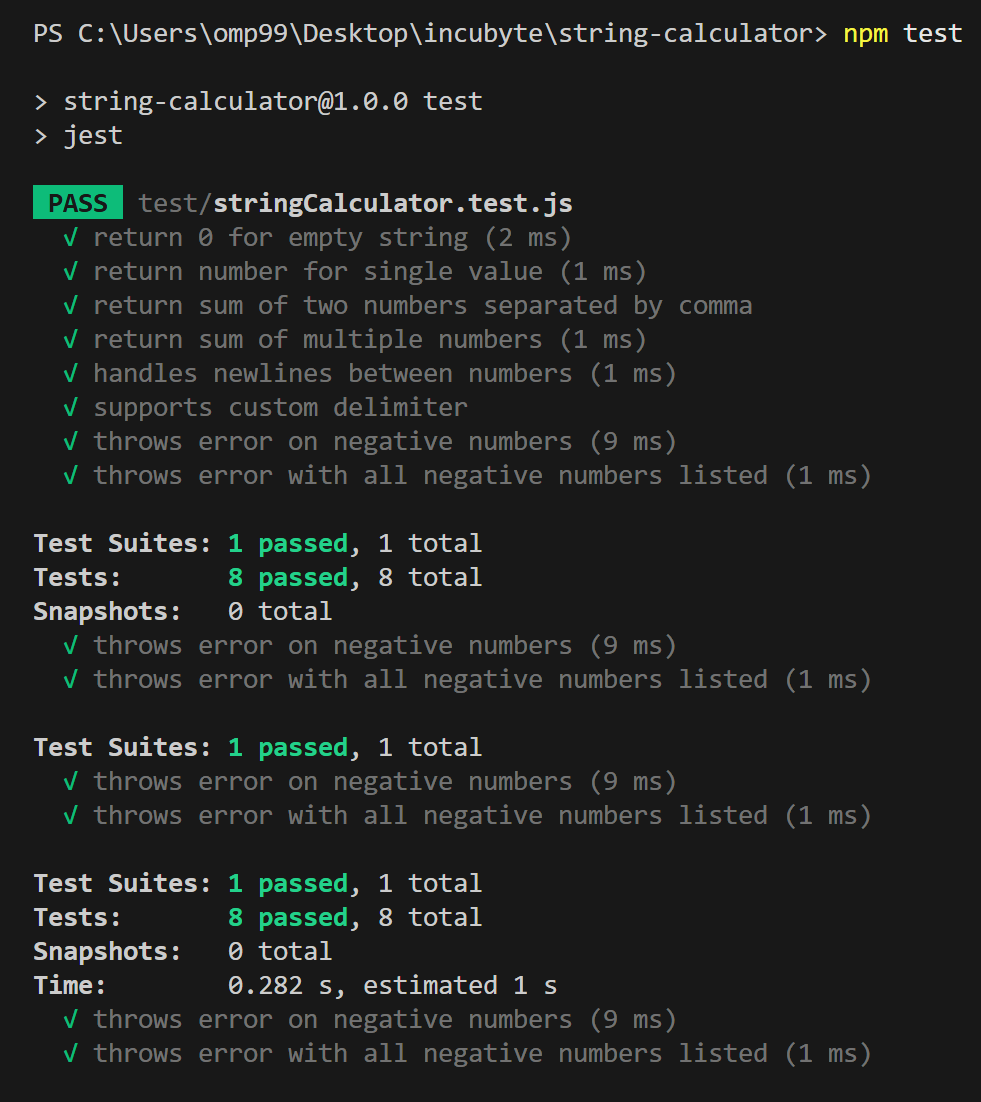 PS C:\Users\omp99\Desktop\incubyte\string-calculator> npm test
> string-calculator@1.0.0 test
> jest
PASS test/stringCalculator.test.js
√ return 0 for empty string (2 ms)
√ return number for single value (1 ms)
√ return sum of two numbers separated by comma
√ return sum of multiple numbers (1 ms)
√ handles newlines between numbers (1 ms)
√ supports custom delimiter
√ throws error on negative numbers (9 ms)
√ throws error with all negative numbers listed (1 ms)
Test Suites: 1 passed, 1 total
Tests: 8 passed, 8 total
Snapshots: 0 total
√ throws error on negative numbers (9 ms)
√ throws error with all negative numbers listed (1 ms)
Test Suites: 1 passed, 1 total
√ throws error on negative numbers (9 ms)
√ throws error with all negative numbers listed (1 ms)
Test Suites: 1 passed, 1 total
Tests: 8 passed, 8 total
Snapshots: 0 total
Time: 0.282 s, estimated 1 s
√ throws error on negative numbers (9 ms)
√ throws error with all negative numbers listed (1 ms)